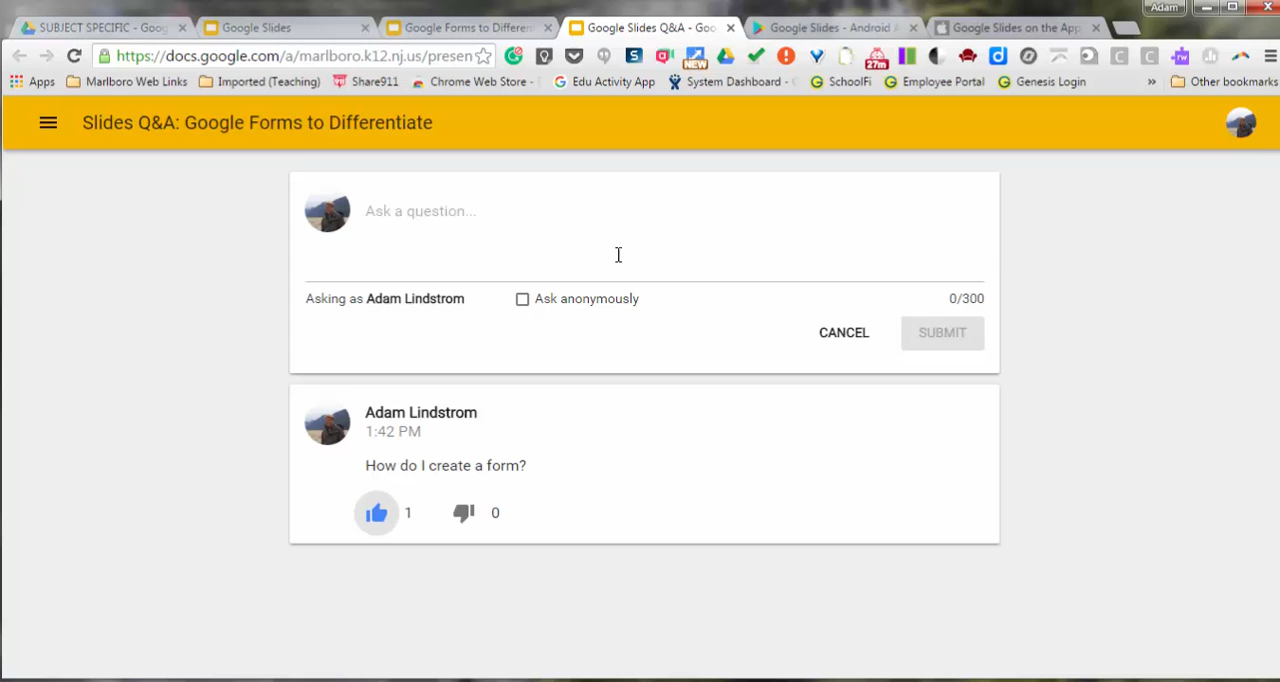 Adam
SUBJECT SPECIFIC - Goog
Google Slides
Google Forms to Differen
Google Slides Q&A - Goo
Google Slides - Android A
Google Slides on the App
https://docs.google.com/a/marlboro.k12.nj.us/presen
NEW
27m
Apps
Marlboro Web Links
Imported (Teaching)
Share911
Chrome Web Store -
Edu Activity App
System Dashboard -
SchoolFi
Employee Portal
Genesis Login
»
Other bookmarks
Slides Q&A: Google Forms to Differentiate
Ask a question...
Asking as Adam Lindstrom
Ask anonymously
0/300
CANCEL
SUBMIT
Adam Lindstrom
1:42 PM
How do I create a form?
1
0